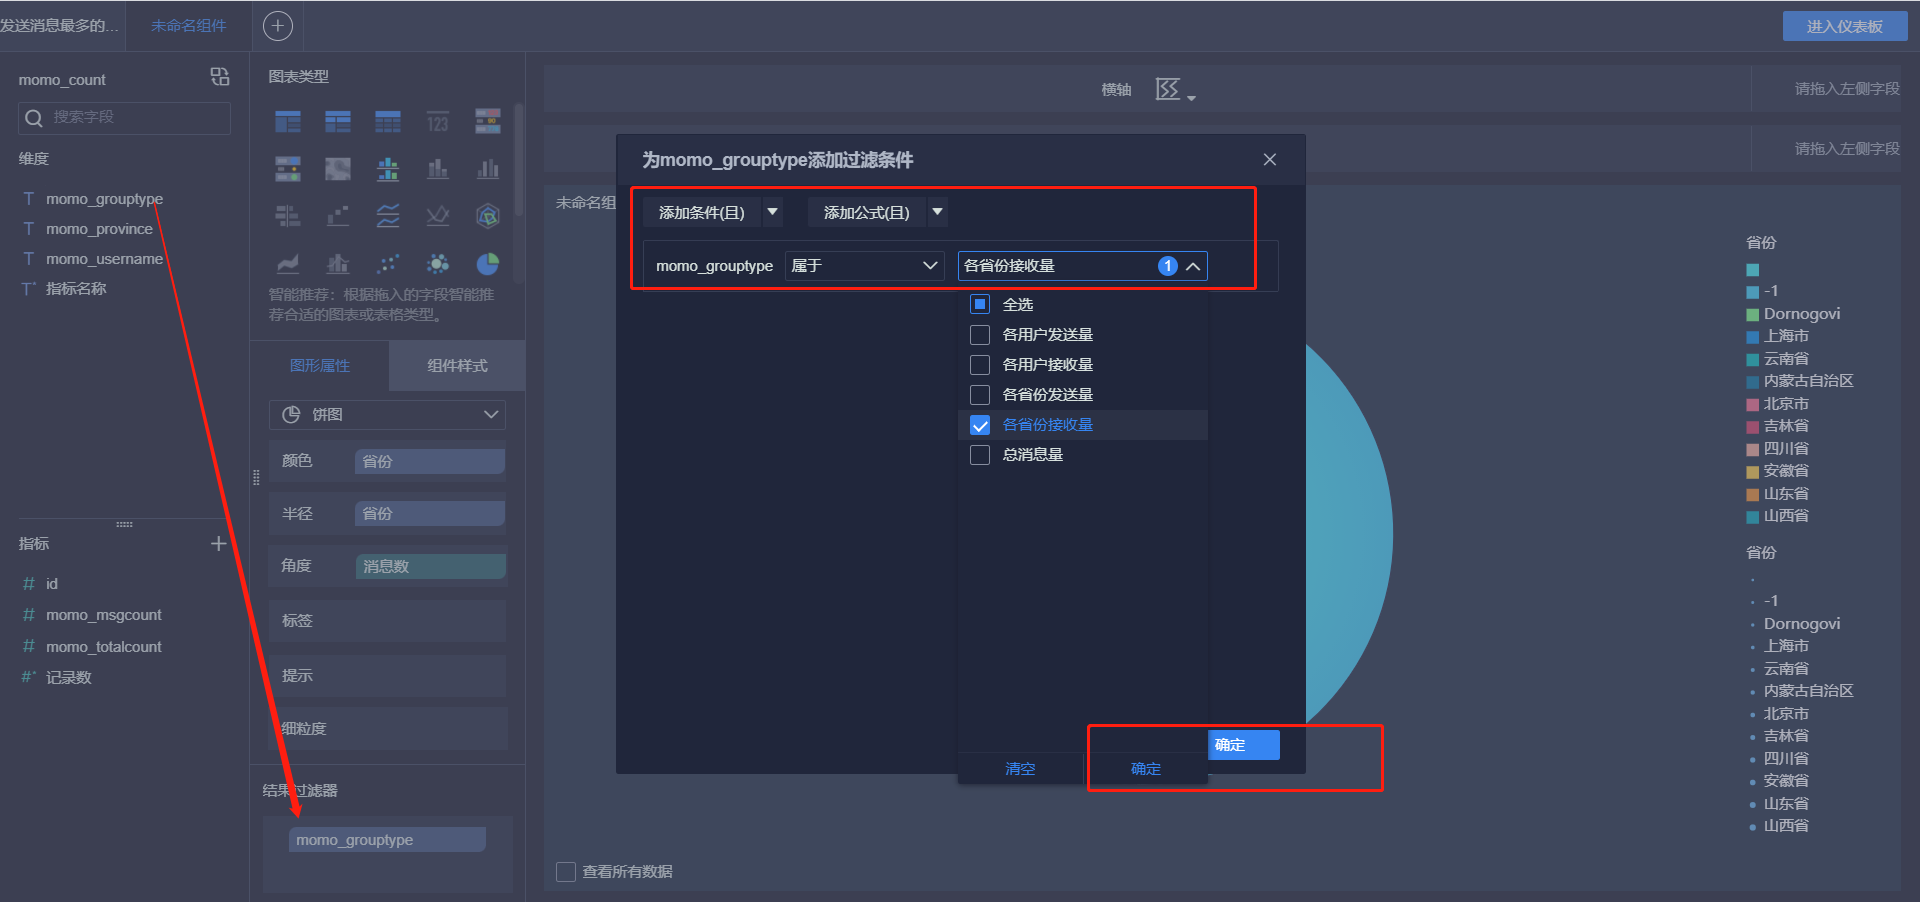 发送消息最多的...
未命名组件
进入仪表板
momo_count
搜索字段
维度
momo_grouptype
momo_province
momo_username
指标名称
指标
id
momo_msgcount
momo_totalcount
记录数
图表类型
123
智能推荐：根据拖入的字段智能推
荐合适的图表或表格类型。
图形属性
组件样式
饼图
颜色
省份
半径
省份
角度
消息数
标签
提示
细粒度
结果过滤器
momo_grouptype
横轴
请拖入左侧字段
请拖入左侧字段
未命名组
为momo_grouptype添加过滤条件
添加条件(且)
添加公式(且)
momo_grouptype
属于
各省份接收量
1
全选
各用户发送量
各用户接收量
各省份发送量
各省份接收量
总消息量
清空
确定
确定
查看所有数据
省份
-1
Dornogovi
上海市
云南省
内蒙古自治区
北京市
吉林省
四川省
安徽省
山东省
山西省
省份
-1
Dornogovi
上海市
云南省
内蒙古自治区
北京市
吉林省
四川省
安徽省
山东省
山西省